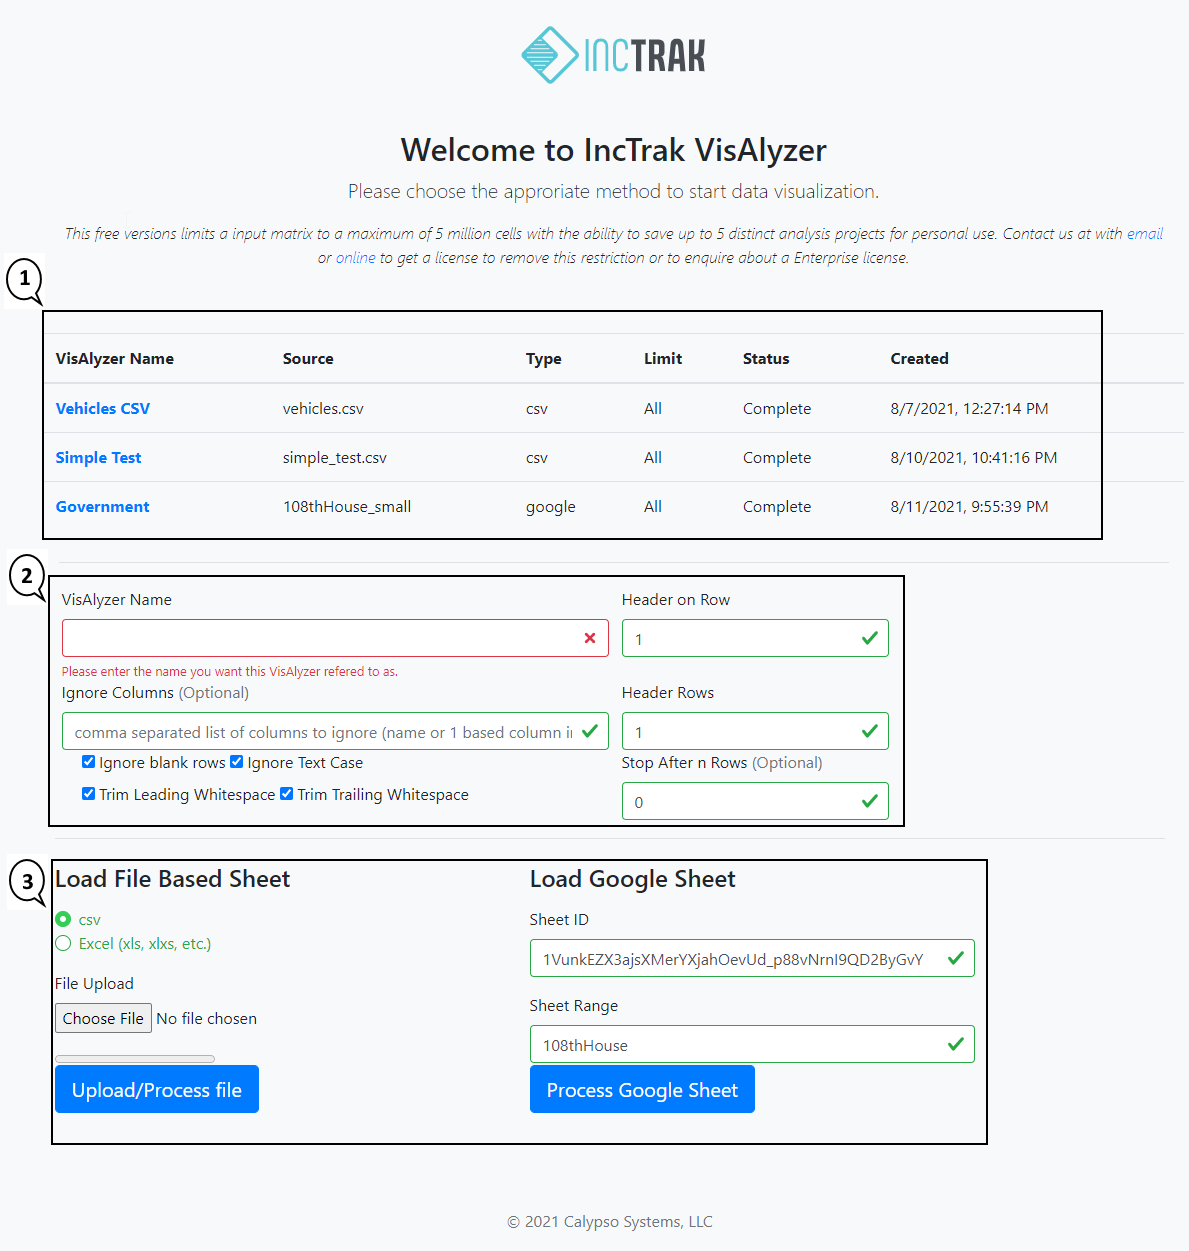 INCTRAK
Welcome to IncTrak VisAlyzer
Please choose the approriate method to start data visualization.
This free versions limits a input matrix to a maximum of 5 million cells with the ability to save up to 5 distinct analysis projects for personal use. Contact us at with email
or online to get a license to remove this restriction or to enquire about a Enterprise license.
1
VisAlyzer Name Source Type Limit Status Created
Vehicles CSV vehicles.csv csv All Complete 8/7/2021, 12:27:14 PM
Simple Test simple_test.csv csv All Complete 8/10/2021, 10:41:16 PM
Government 108thHouse_small google All Complete 8/11/2021, 9:55:39 PM
2
VisAlyzer Name Header on Row
1
Please enter the name you want this VisAlyzer refered to as.
Ignore Columns (Optional) Header Rows
comma separated list of columns to ignore (name or 1 based column i 1
Ignore blank rows Ignore Text Case Stop After n Rows (Optional)
Trim Leading Whitespace Trim Trailing Whitespace 0
3
Load File Based Sheet Load Google Sheet
csv Sheet ID
Excel (xls, xlxs, etc.) 1VunkEZX3ajsXMerYXjahOevUd_p88vNrnI9QD2ByGvY
File Upload Sheet Range
Choose File No file chosen 108thHouse
Upload/Process file Process Google Sheet
© 2021 Calypso Systems, LLC